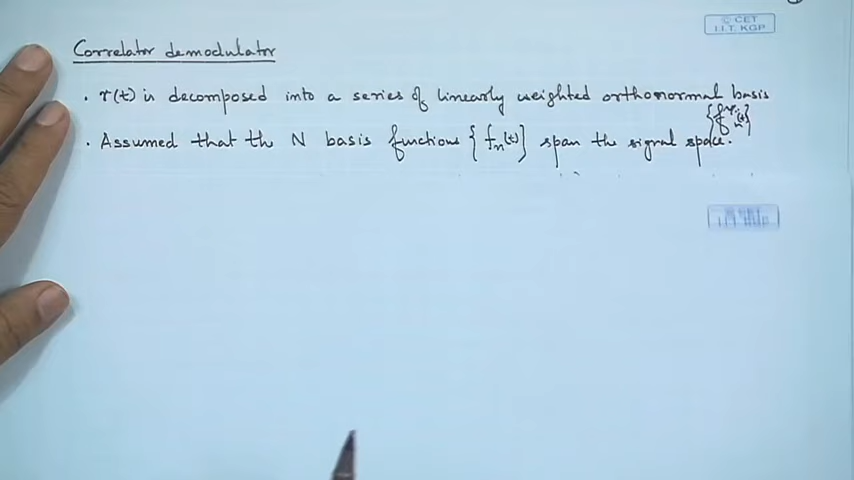 © CET
I.I.T. KGP
Correlator demodulator
. r(t) is decomposed into a series of linearly weighted orthonormal basis
. Assumed that the N basis functions {fn(t)} span the signal space.